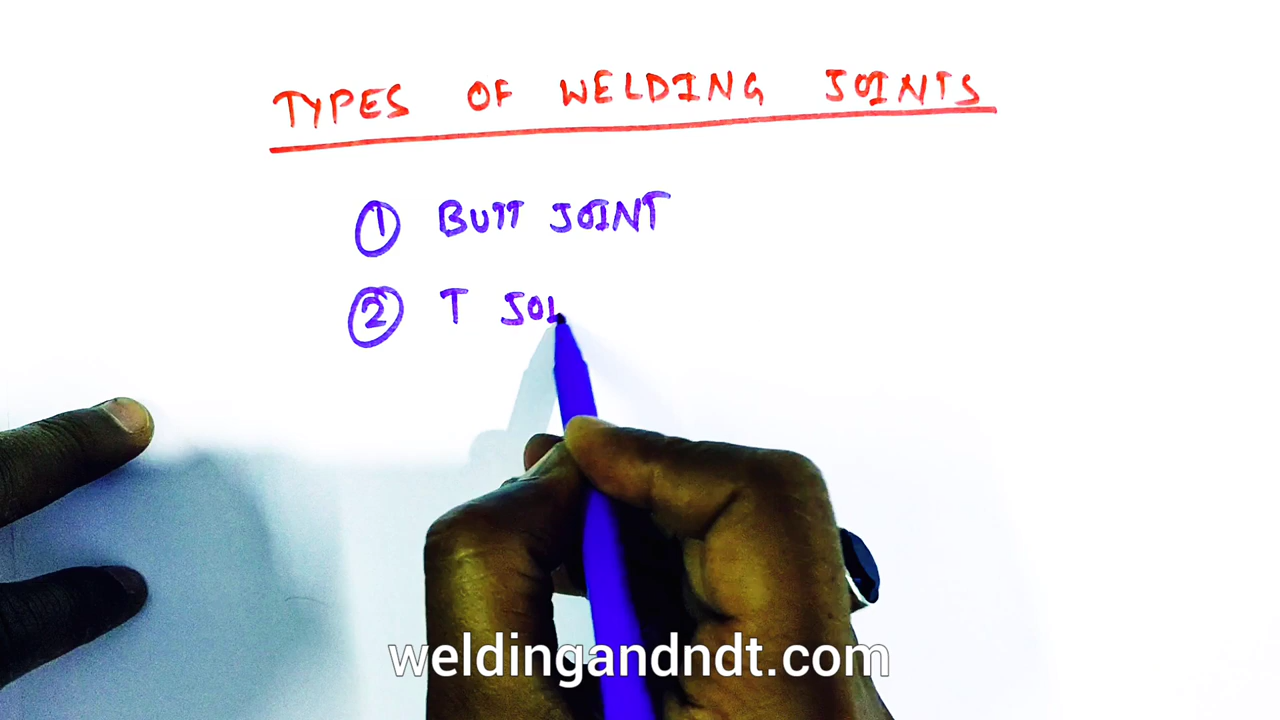 TYPES OF WELDING JOINTS
① BUTT JOINT
② T JOI
weldingandndt.com